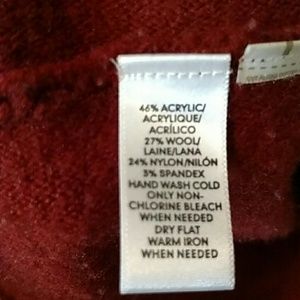 46% ACRYLIC/
ACRYLIQUE/
ACRÍLICO
27% WOOL/
LAINE/LANA
24% NYLON/NILÓN
3% SPANDEX
HAND WASH COLD
ONLY NON-
CHLORINE BLEACH
WHEN NEEDED
DRY FLAT
WARM IRON
WHEN NEEDED